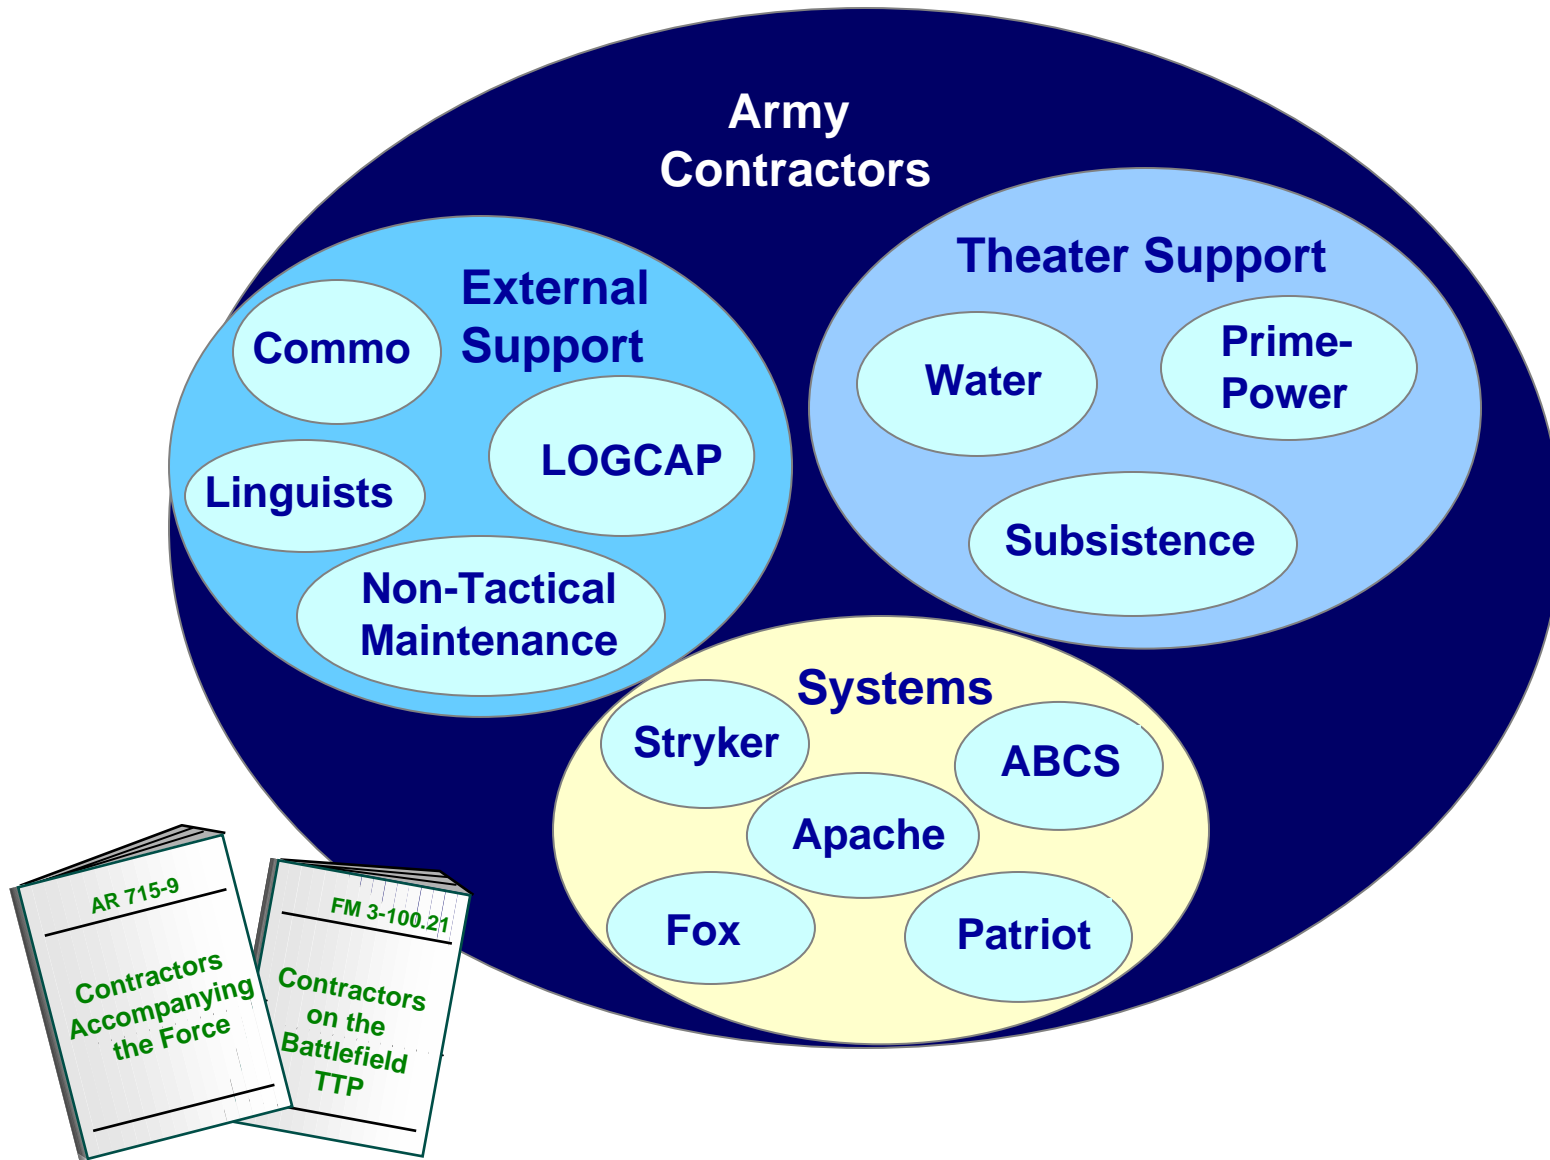 Army
Contractors
External
Support
Commo
LOGCAP
Linguists
Non-Tactical
Maintenance
Theater Support
Water
Prime-
Power
Subsistence
Systems
Stryker
ABCS
Apache
Fox
Patriot
AR 715-9
Contractors
Accompanying
the Force
FM 3-100.21
Contractors
on the
Battlefield
TTP